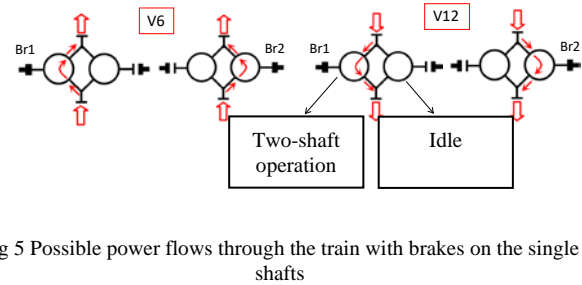 V6
V12
Br1
Br2
Br1
Br2
Two-shaft
operation
Idle
g 5 Possible power flows through the train with brakes on the single
shafts